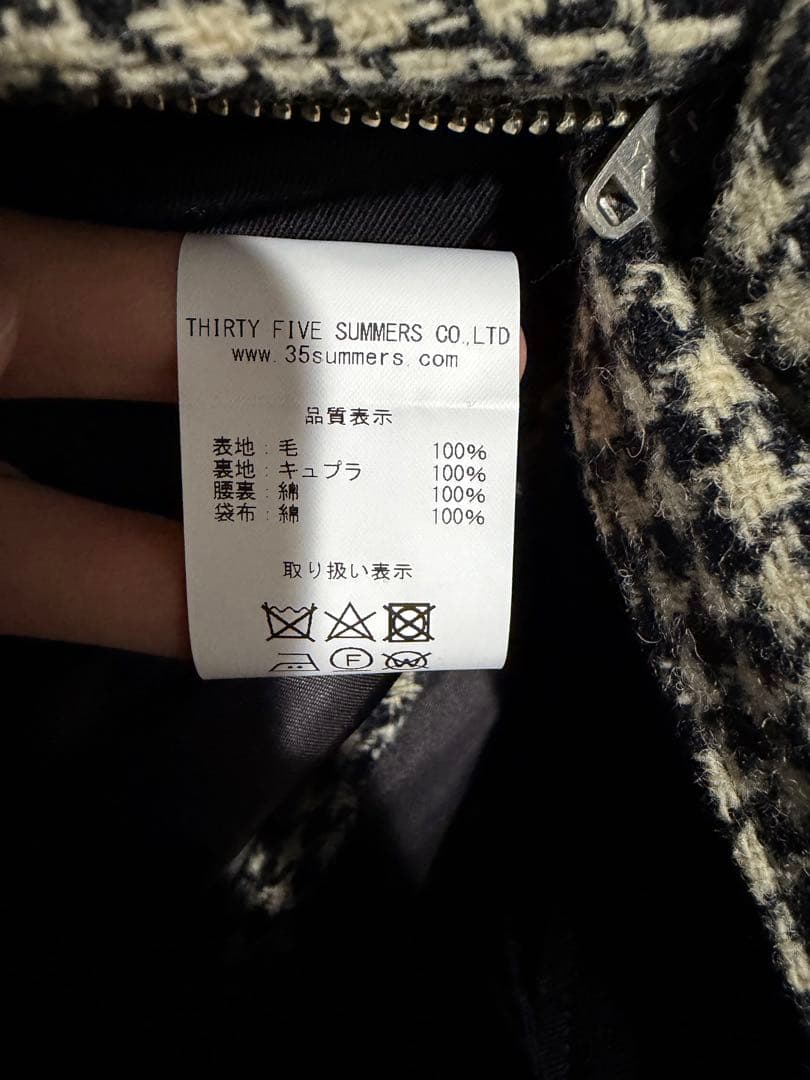 THIRTY FIVE SUMMERS CO.,LTD
www.35summers.com
品質表示
表地：毛 100%
裏地：キュプラ 100%
腰裏：綿 100%
袋布：綿 100%
取り扱い表示
F
W